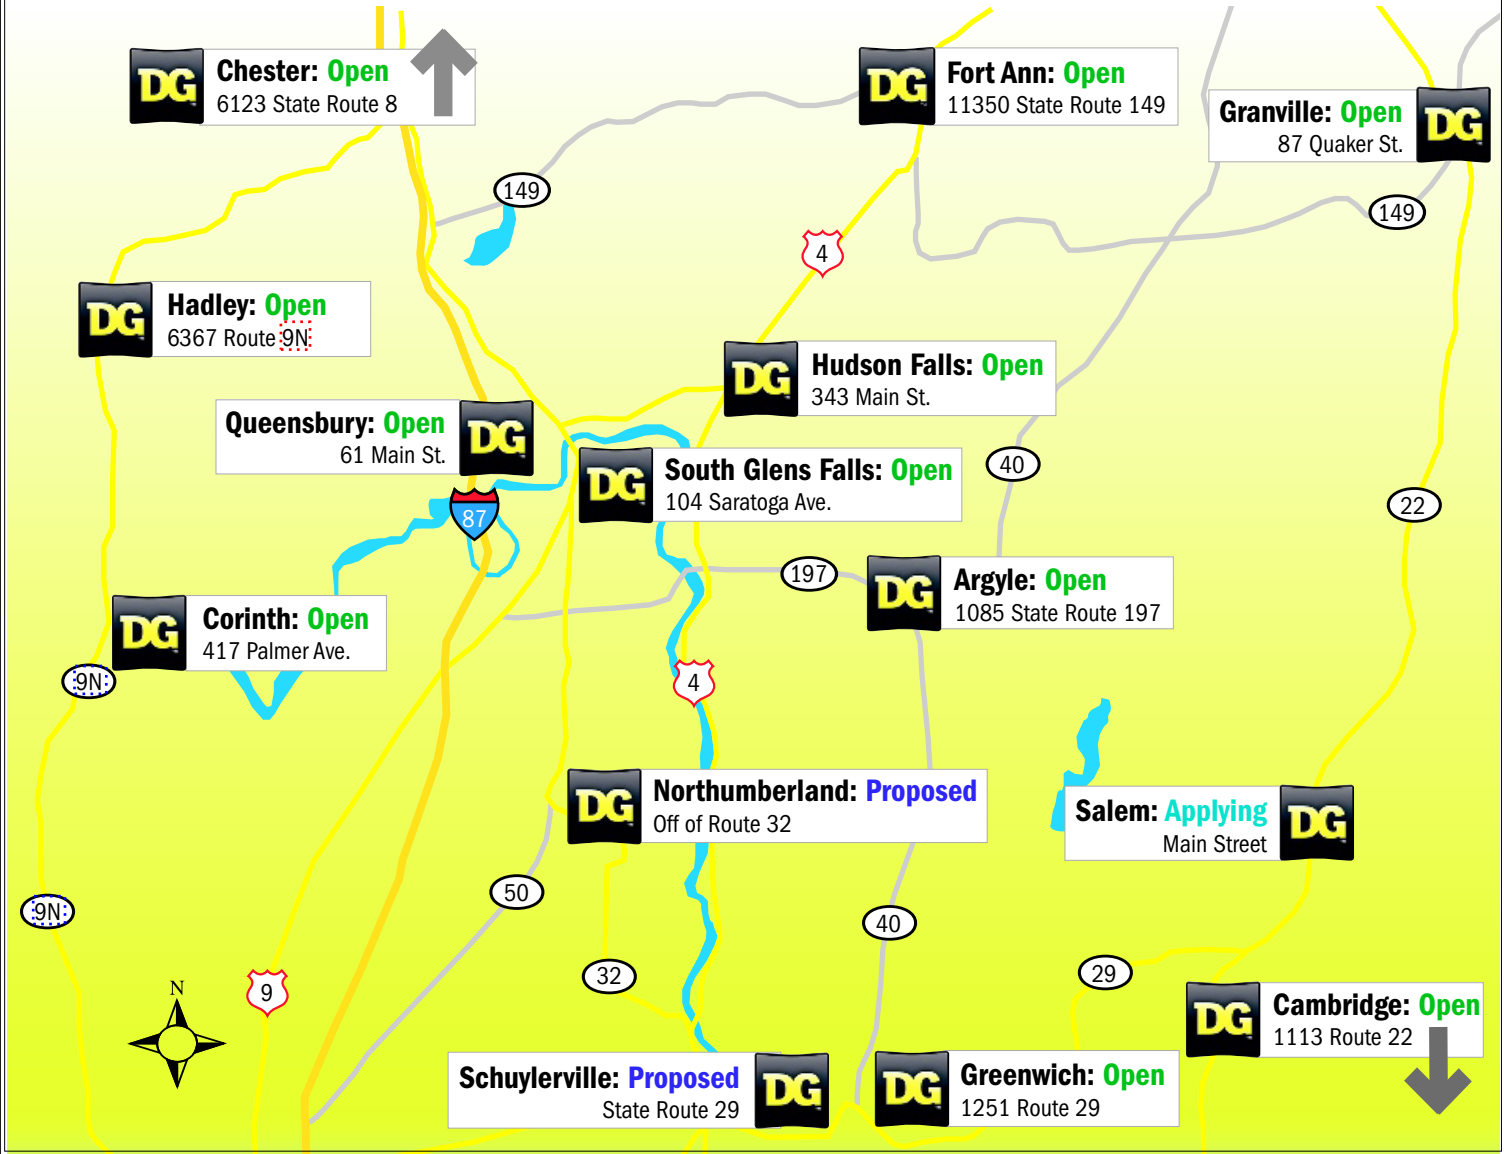 DG
Chester: Open
6123 State Route 8
DG
Fort Ann: Open
11350 State Route 149
Granville: Open
87 Quaker St.
DG
149
149
4
DG
Hadley: Open
6367 Route 9N
DG
Hudson Falls: Open
343 Main St.
Queensbury: Open
61 Main St.
DG
DG
South Glens Falls: Open
104 Saratoga Ave.
40
22
87
197
DG
Argyle: Open
1085 State Route 197
DG
Corinth: Open
417 Palmer Ave.
9N
4
DG
Northumberland: Proposed
Off of Route 32
Salem: Applying
Main Street
DG
50
9N
40
32
29
9
N
DG
Cambridge: Open
1113 Route 22
Schuylerville: Proposed
State Route 29
DG
DG
Greenwich: Open
1251 Route 29